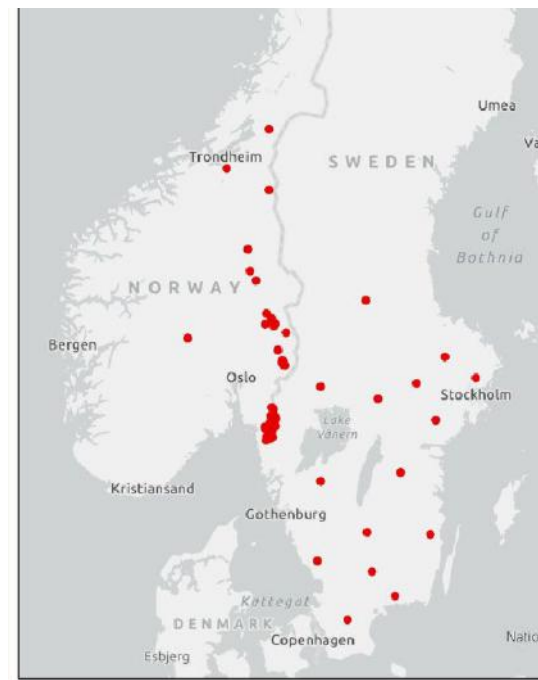 Umea
Trondheim
Va
SWEDEN
Gulf
of
Bothnia
NORWAY
Bergen
Oslo
Stockholm
Lake
Vänern
Kristiansand
Gothenburg
Kattegat
DENMARK
Copenhagen
Natio
Esbjerg